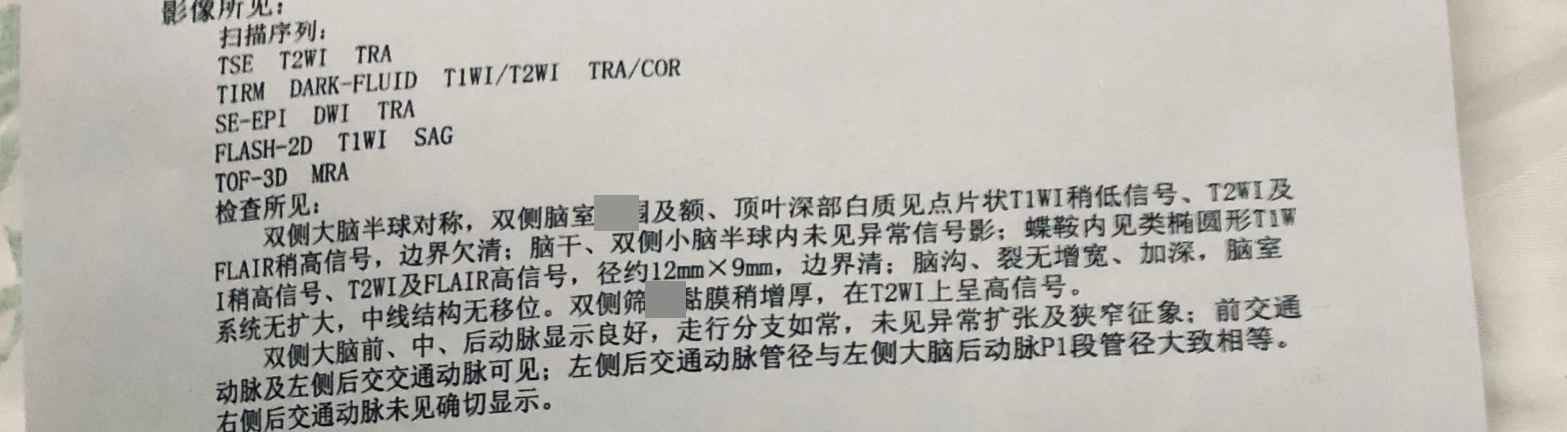 影像所见：
扫描序列：
TSE T2WI TRA
TIRM DARK-FLUID T1WI/T2WI TRA/COR
SE-EPI DWI TRA
FLASH-2D T1WI SAG
TOF-3D MRA
检查所见：
双侧大脑半球对称，双侧脑室 及额、顶叶深部白质见点片状T1WI稍低信号、T2WI及
FLAIR稍高信号，边界欠清；脑干、双侧小脑半球内未见异常信号影；蝶鞍内见类椭圆形T1W
I稍高信号、T2WI及FLAIR高信号，径约12mm×9mm，边界清；脑沟、裂无增宽、加深，脑室
系统无扩大，中线结构无移位。双侧筛 黏膜稍增厚，在T2WI上呈高信号。
双侧大脑前、中、后动脉显示良好，走行分支如常，未见异常扩张及狭窄征象；前交通
动脉及左侧后交交通动脉可见；左侧后交通动脉管径与左侧大脑后动脉P1段管径大致相等。
右侧后交通动脉未见确切显示。